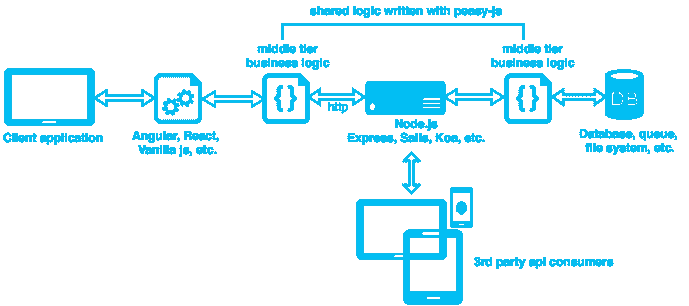 shared logic written with peasy-js
middle tier
business logic
middle tier
business logic
{ }
http
{ }
DB
Client application
Angular, React,
Vanilla js, etc.
Node.js
Express, Sails, Koa, etc.
Database, queue,
file system, etc.
3rd party api consumers